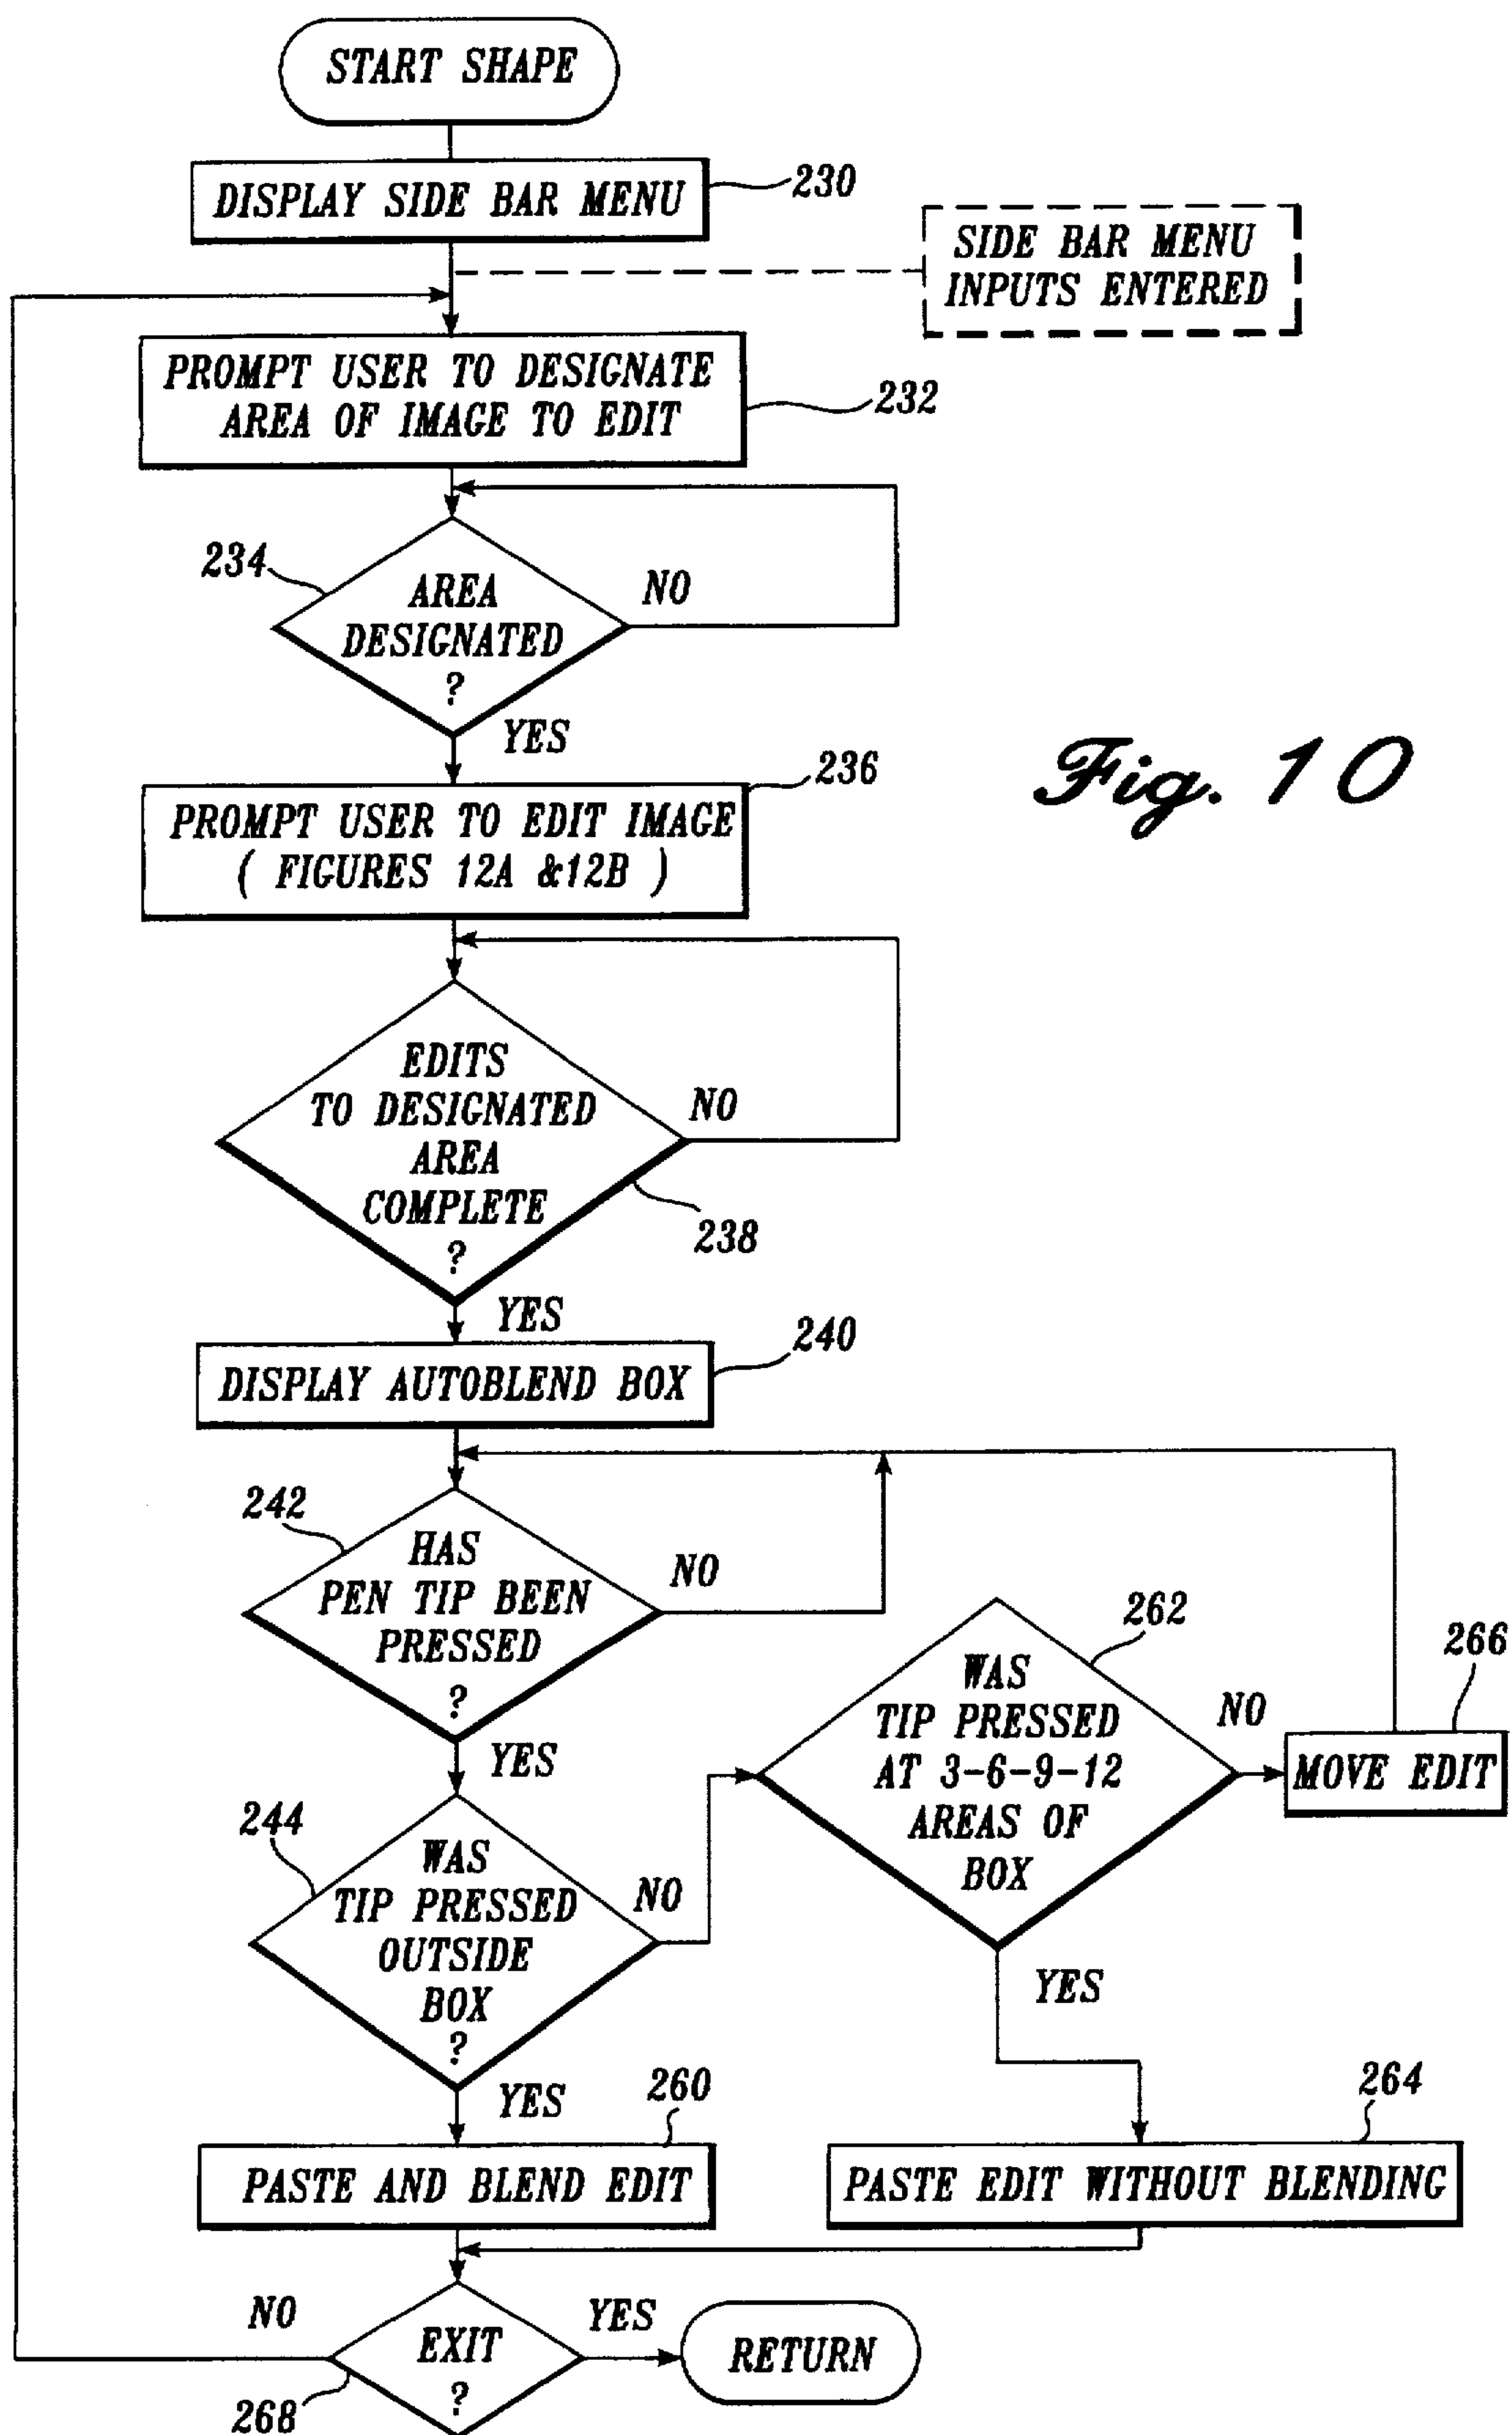 START SHAPE
DISPLAY SIDE BAR MENU
230
SIDE BAR MENU
INPUTS ENTERED
PROMPT USER TO DESIGNATE
AREA OF IMAGE TO EDIT
232
234
AREA
DESIGNATED
?
NO
YES
Fig. 10
236
PROMPT USER TO EDIT IMAGE
( FIGURES 12A &12B )
EDITS
TO DESIGNATED
AREA
COMPLETE
?
NO
238
YES
240
DISPLAY AUTOBLEND BOX
242
HAS
PEN TIP BEEN
PRESSED
?
NO
YES
262
WAS
TIP PRESSED
AT 3-6-9-12
AREAS OF
BOX
NO
266
MOVE EDIT
YES
244
WAS
TIP PRESSED
OUTSIDE
BOX
?
NO
YES
260
PASTE AND BLEND EDIT
264
PASTE EDIT WITHOUT BLENDING
NO
EXIT
?
YES
RETURN
268